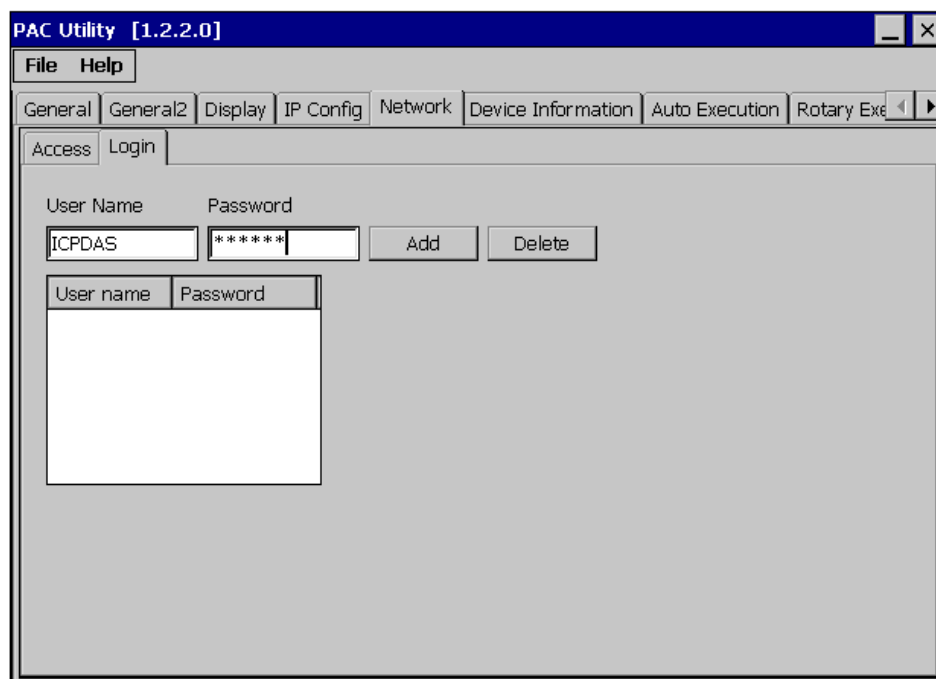 PAC Utility [1.2.2.0]
File Help
General General2 Display IP Config Network Device Information Auto Execution Rotary Exe
Access Login
User Name Password
ICPDAS ****** Add Delete
User name Password